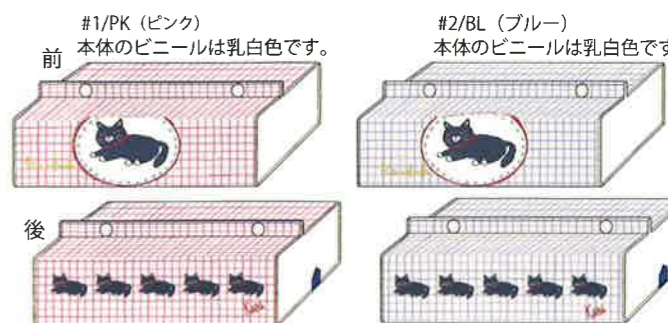 #1/PK（ピンク）
本体のビニールは乳白色です。
#2/BL（ブルー）
本体のビニールは乳白色です
前
後